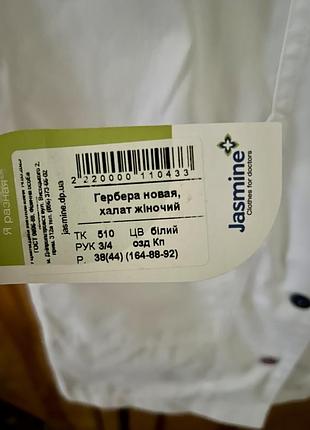 2220000110433
Гербера новая,
халат жіночий
ТК 510 ЦВ білий
РУК 3/4 озд Кп
Р. 38(44) (164-88-92)
Jasmine
Clothes for doctors
jasmine.dp.ua
Я разная